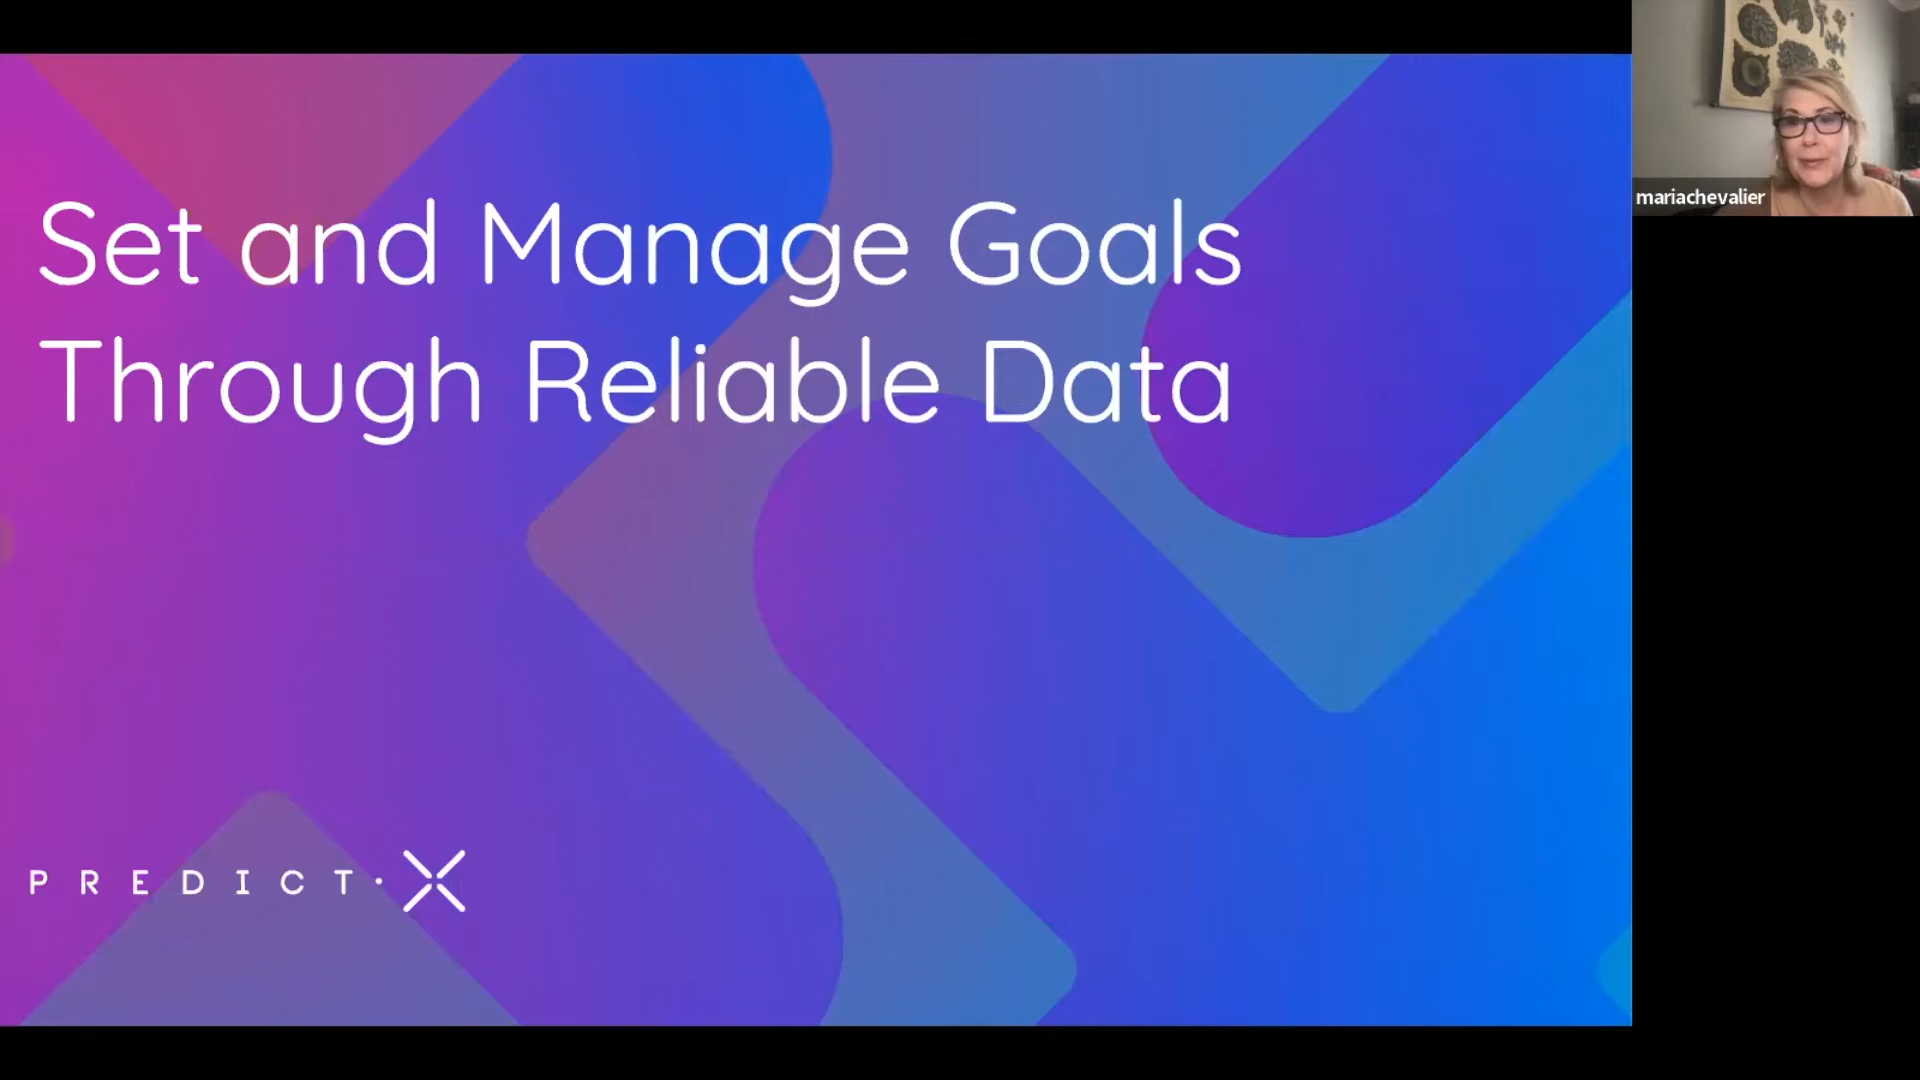 Set and Manage Goals
Through Reliable Data
PREDICT·X
mariachevalier